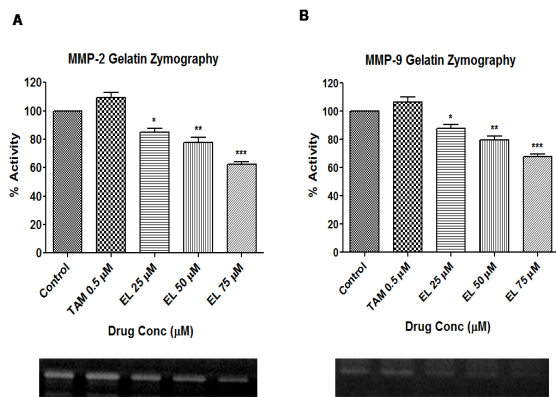 A
MMP-2 Gelatin Zymography
% Activity
120
100
80
60
40
20
0
*
**
***
Control
TAM 0.5 µM
EL 25 µM
EL 50 µM
EL 75 µM
Drug Conc (µM)
B
MMP-9 Gelatin Zymography
% Activity
120
100
80
60
40
20
0
*
**
***
Control
TAM 0.5 µM
EL 25 µM
EL 50 µM
EL 75 µM
Drug Conc (µM)